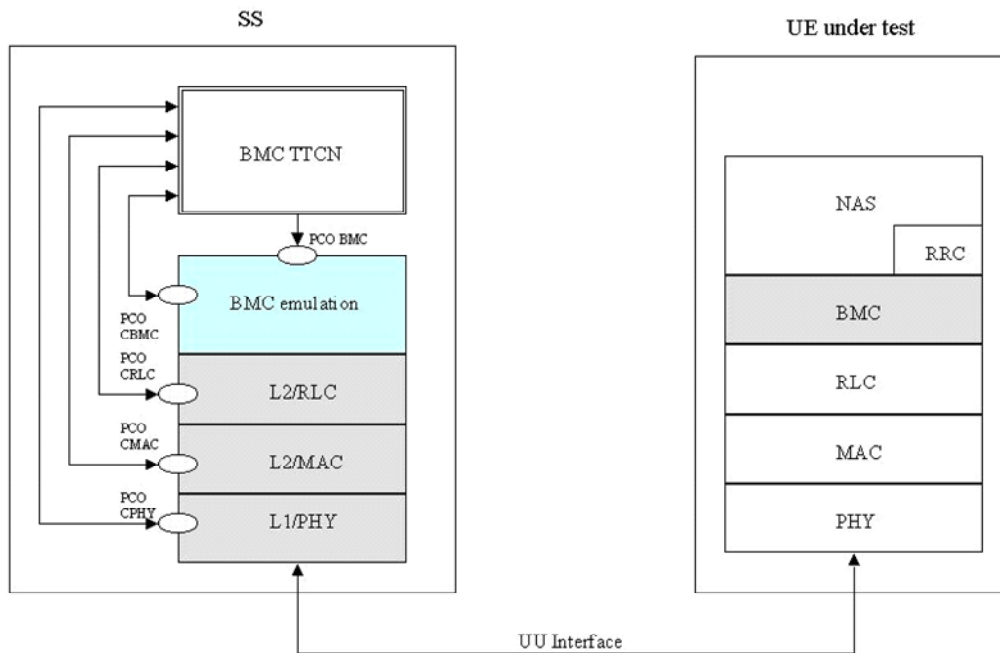 SS
UE under test
BMC TTCN
PCO BMC
BMC emulation
PCO
CBMC
PCO
CRLC
L2/RLC
PCO
CMAC
L2/MAC
PCO
CPHY
L1/PHY
NAS
RRC
BMC
RLC
MAC
PHY
UU Interface